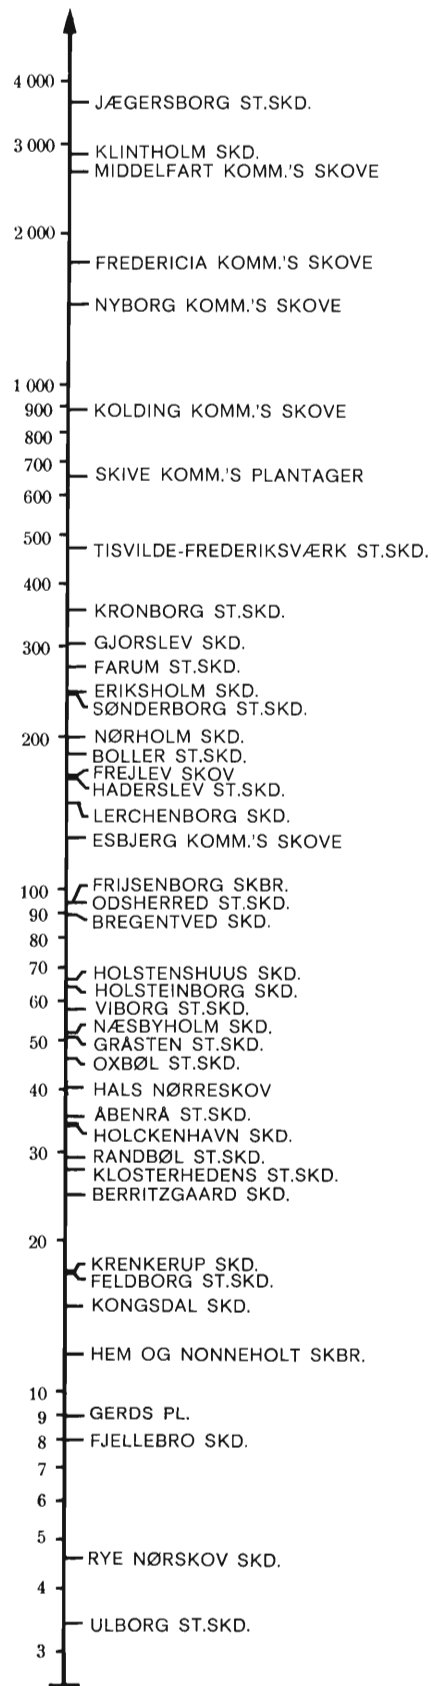 4 000
JÆGERSBORG ST.SKD.
3 000
KLINTHOLM SKD.
MIDDELFART KOMM.'S SKOVE
2 000
FREDERICIA KOMM.'S SKOVE
NYBORG KOMM.'S SKOVE
1 000
900
KOLDING KOMM.'S SKOVE
800
700
SKIVE KOMM.'S PLANTAGER
600
500
TISVILDE-FREDERIKSVÆRK ST.SKD.
400
KRONBORG ST.SKD.
300
GJORSLEV SKD.
FARUM ST.SKD.
ERIKSHOLM SKD.
SØNDERBORG ST.SKD.
200
NØRHOLM SKD.
BOLLER ST.SKD.
FREJLEV SKOV
HADERSLEV ST.SKD.
LERCHENBORG SKD.
ESBJERG KOMM.'S SKOVE
100
FRIJSENBORG SKBR.
ODSHERRED ST.SKD.
90
BREGENTVED SKD.
80
70
HOLSTENSHUUS SKD.
HOLSTEINBORG SKD.
60
VIBORG ST.SKD.
NÆSBYHOLM SKD.
50
GRÅSTEN ST.SKD.
OXBØL ST.SKD.
40
HALS NØRRESKOV
ÅBENRÅ ST.SKD.
HOLCKENHAVN SKD.
30
RANDBØL ST.SKD.
KLOSTERHEDENS ST.SKD.
BERRITZGAARD SKD.
20
KRENKERUP SKD.
FELDBORG ST.SKD.
KONGSDAL SKD.
HEM OG NONNEHOLT SKBR.
10
9
GERDS PL.
8
FJELLEBRO SKD.
7
6
5
RYE NØRSKOV SKD.
4
ULBORG ST.SKD.
3